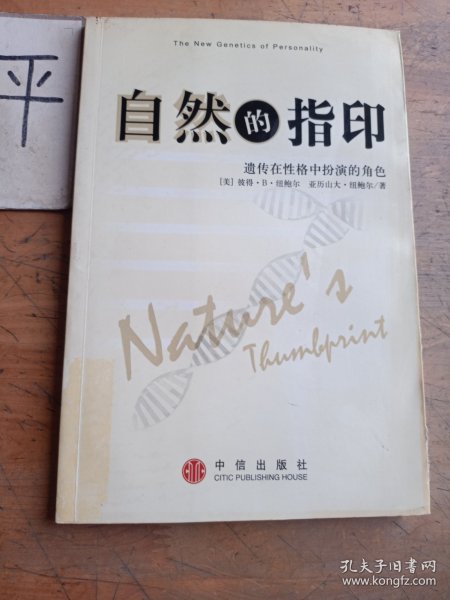 The New Genetics of Personality
平
自然的指印
遗传在性格中扮演的角色
[美] 彼得·B·纽鲍尔 亚历山大·纽鲍尔/著
Nature's
Thumbprint
中信出版社
CITIC PUBLISHING HOUSE
孔夫子旧书网
www.kongfz.com